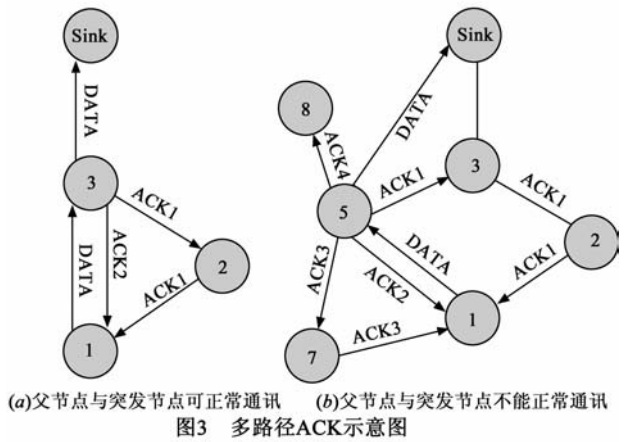 Sink
DATA
3
ACK1
DATA
ACK2
2
ACK1
1
(a)父节点与突发节点可正常通讯
Sink
8
DATA
ACK4
3
ACK1
ACK1
5
2
ACK3
DATA
ACK2
ACK1
1
ACK3
7
(b)父节点与突发节点不能正常通讯
图3 多路径ACK示意图